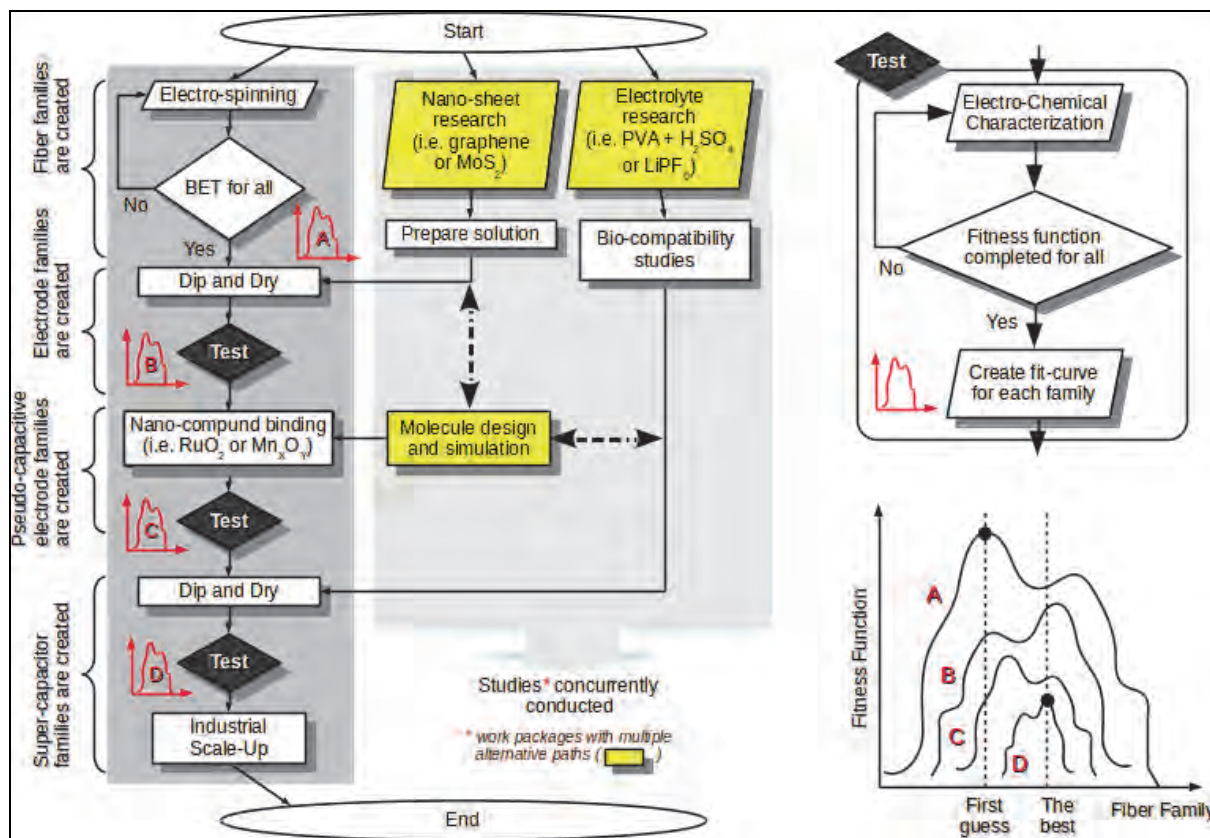 Start
Fiber families
are created
Electro-spinning
BET for all
No
Yes
A
Nano-sheet
research
(i.e. graphene
or MoS₂)
Prepare solution
Electrolyte
research
(i.e. PVA + H₂SO₄
or LiPF₆)
Bio-compatibility
studies
Electrode families
are created
Dip and Dry
Test
B
Pseudo-capacitive
electrode families
are created
Nano-compound binding
(i.e. RuO₂ or MnₓOᵧ)
Molecule design
and simulation
Test
C
Super-capacitor
families are created
Dip and Dry
Test
D
Industrial
Scale-Up
End
Studies* concurrently
conducted
* work packages with multiple
alternative paths ( )
Test
Electro-Chemical
Characterization
Fitness function
completed for all
No
Yes
Create fit-curve
for each family
Fitness Function
A
B
C
D
First
guess
The
best
Fiber Family